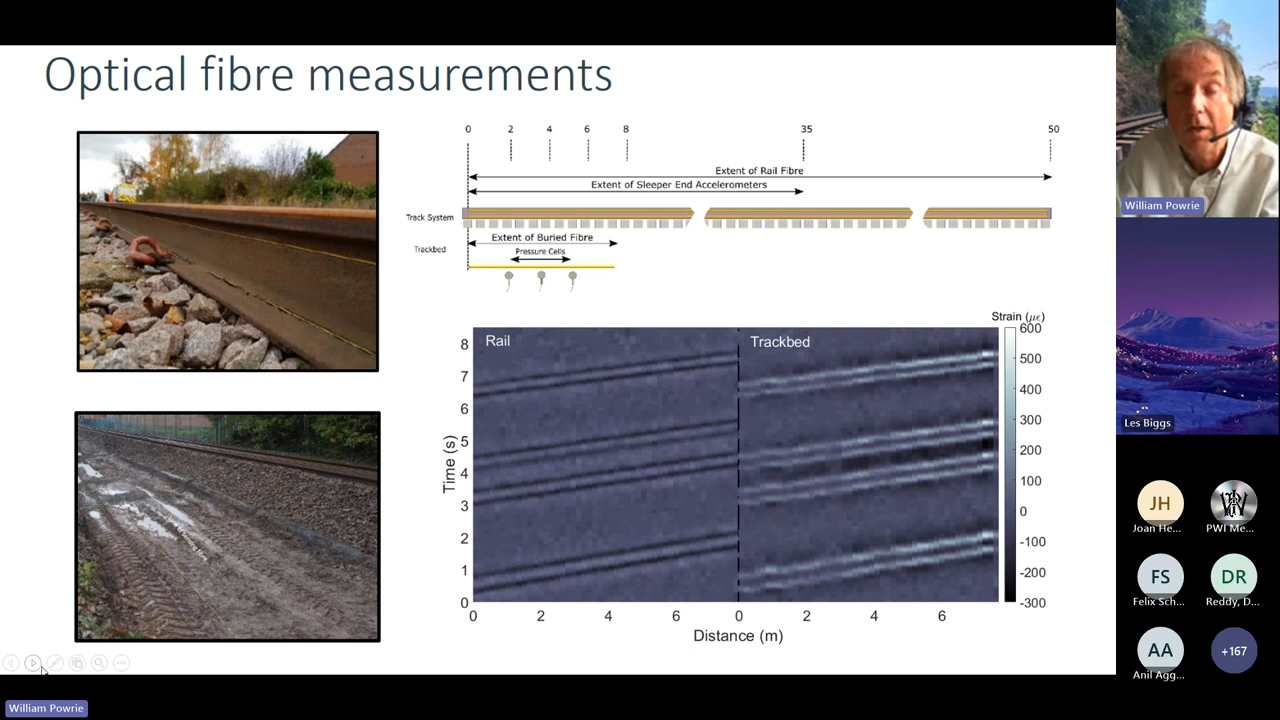 Optical fibre measurements
0 2 4 6 8 35 50
Extent of Rail Fibre
Extent of Sleeper End Accelerometers
Track System
Extent of Buried Fibre
Trackbed
Pressure Cells
Strain (με)
Rail
Trackbed
8
7
6
5
4
3
2
1
0
Time (s)
0 2 4 6 0 2 4 6
Distance (m)
600
500
400
300
200
100
0
-100
-200
-300
William Powrie
Les Biggs
JH
Joan He...
PWI Me...
FS
Felix Sch...
DR
Reddy, D...
AA
Anil Agg...
+167
William Powrie